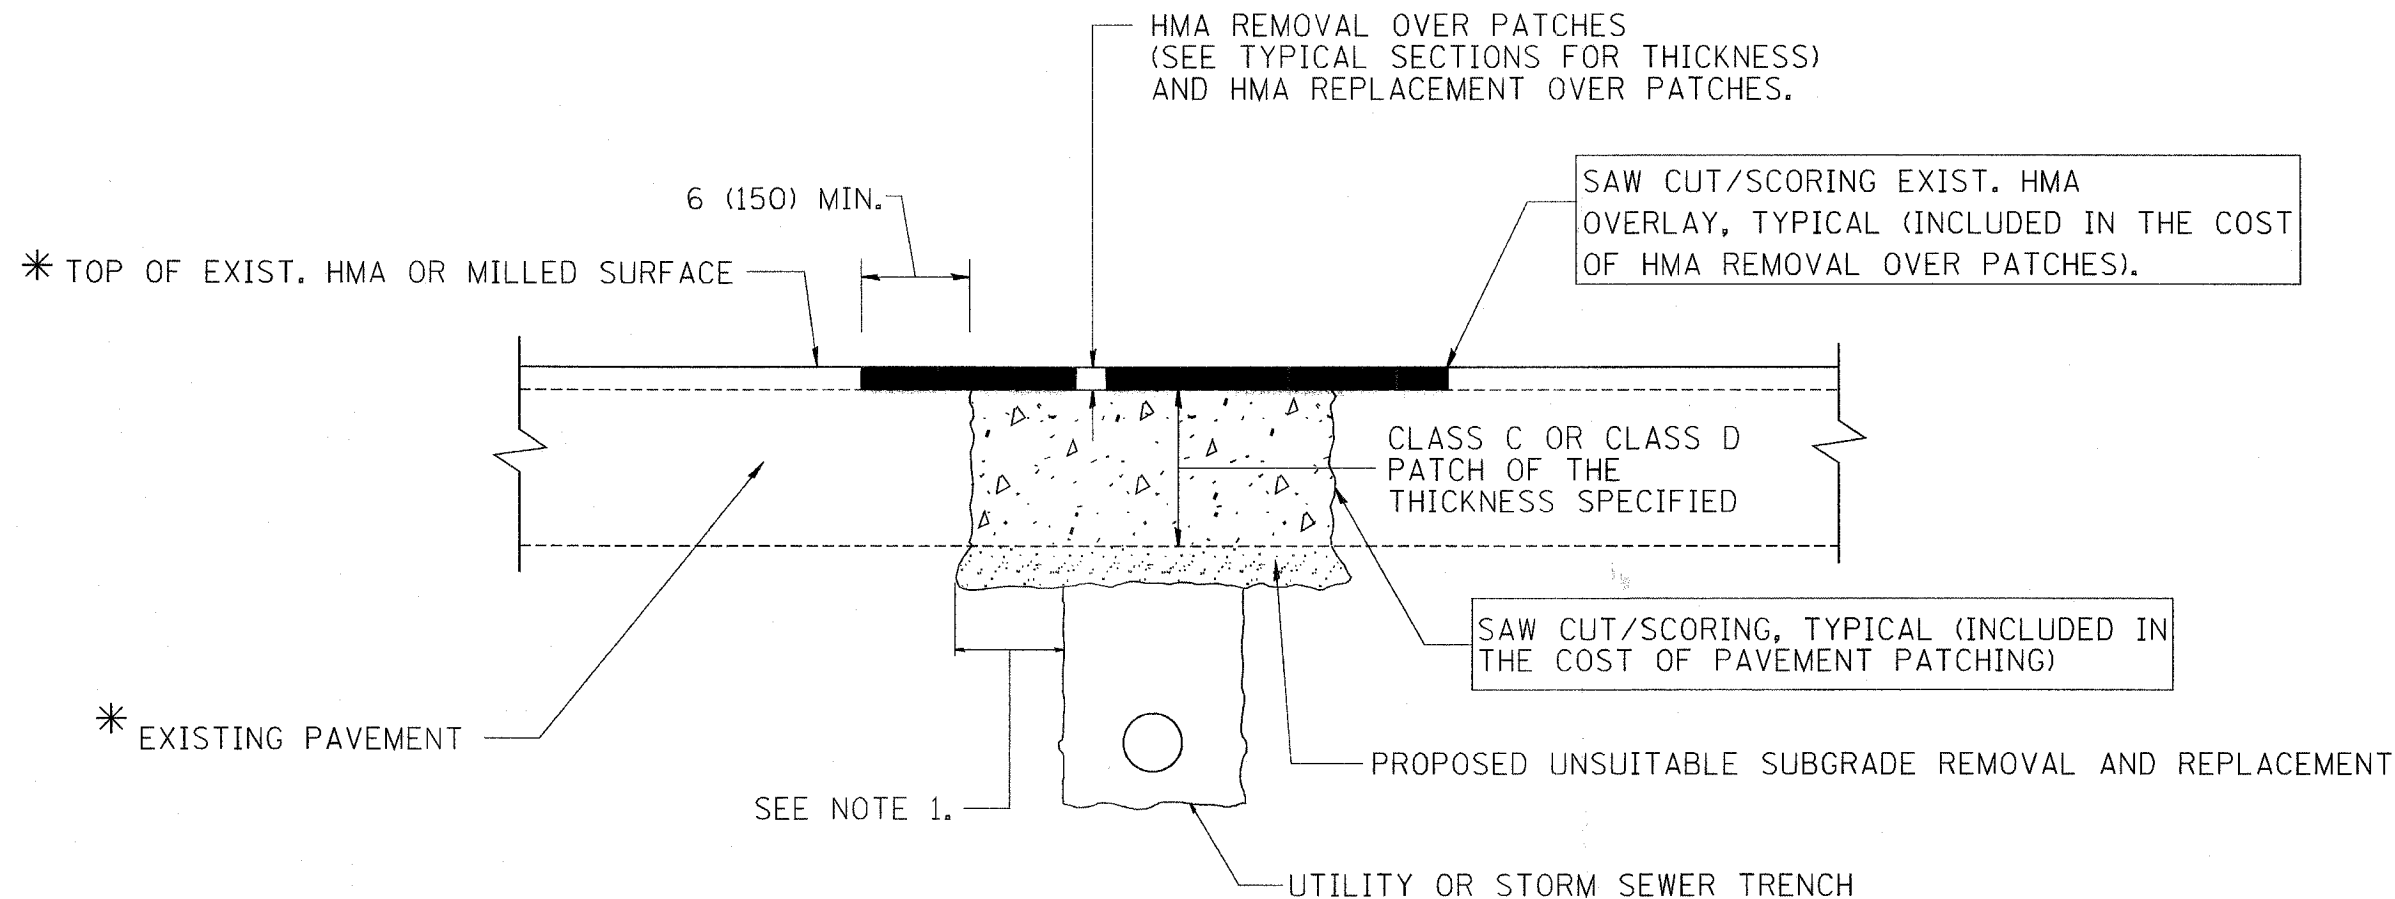 HMA REMOVAL OVER PATCHES
(SEE TYPICAL SECTIONS FOR THICKNESS)
AND HMA REPLACEMENT OVER PATCHES.
6 (150) MIN.
SAW CUT/SCORING EXIST. HMA
OVERLAY, TYPICAL (INCLUDED IN THE COST
OF HMA REMOVAL OVER PATCHES).
* TOP OF EXIST. HMA OR MILLED SURFACE
CLASS C OR CLASS D
PATCH OF THE
THICKNESS SPECIFIED
SAW CUT/SCORING, TYPICAL (INCLUDED IN
THE COST OF PAVEMENT PATCHING)
* EXISTING PAVEMENT
PROPOSED UNSUITABLE SUBGRADE REMOVAL AND REPLACEMENT
SEE NOTE 1.
UTILITY OR STORM SEWER TRENCH